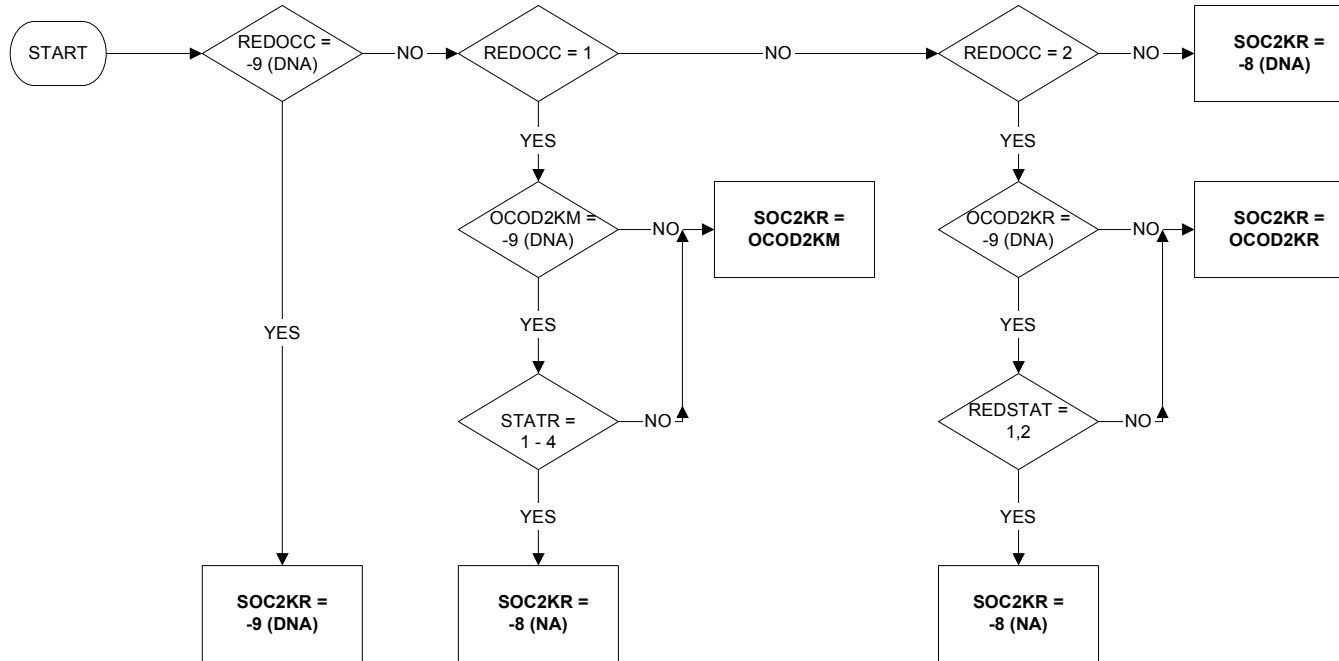 START
REDOCC =
-9 (DNA)
NO
REDOCC = 1
NO
REDOCC = 2
NO
SOC2KR =
-8 (DNA)
YES
YES
OCOD2KM =
-9 (DNA)
NO
SOC2KR =
OCOD2KM
OCOD2KR =
-9 (DNA)
NO
SOC2KR =
OCOD2KR
YES
YES
YES
STATR =
1 - 4
NO
REDSTAT =
1,2
NO
YES
YES
SOC2KR =
-9 (DNA)
SOC2KR =
-8 (NA)
SOC2KR =
-8 (NA)